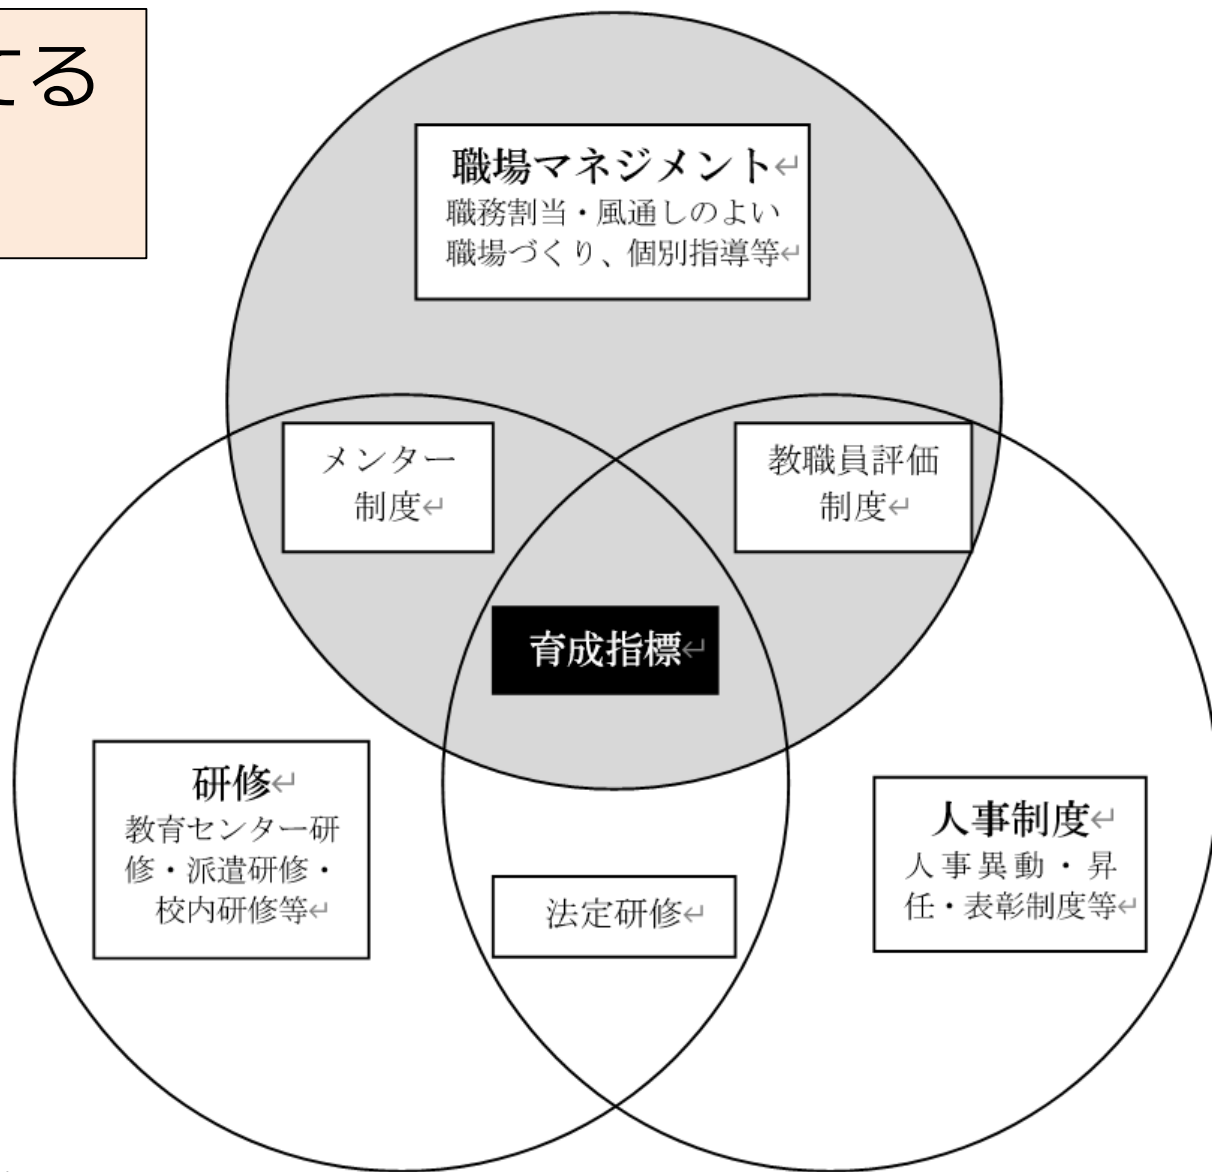 てる
職場マネジメント↵
職務割当・風通しのよい
職場づくり、個別指導等↵
メンター
制度↵
教職員評価
制度↵
育成指標↵
研修↵
教育センター研
修・派遣研修・
校内研修等↵
人事制度↵
人事異動・昇
任・表彰制度等↵
法定研修↵